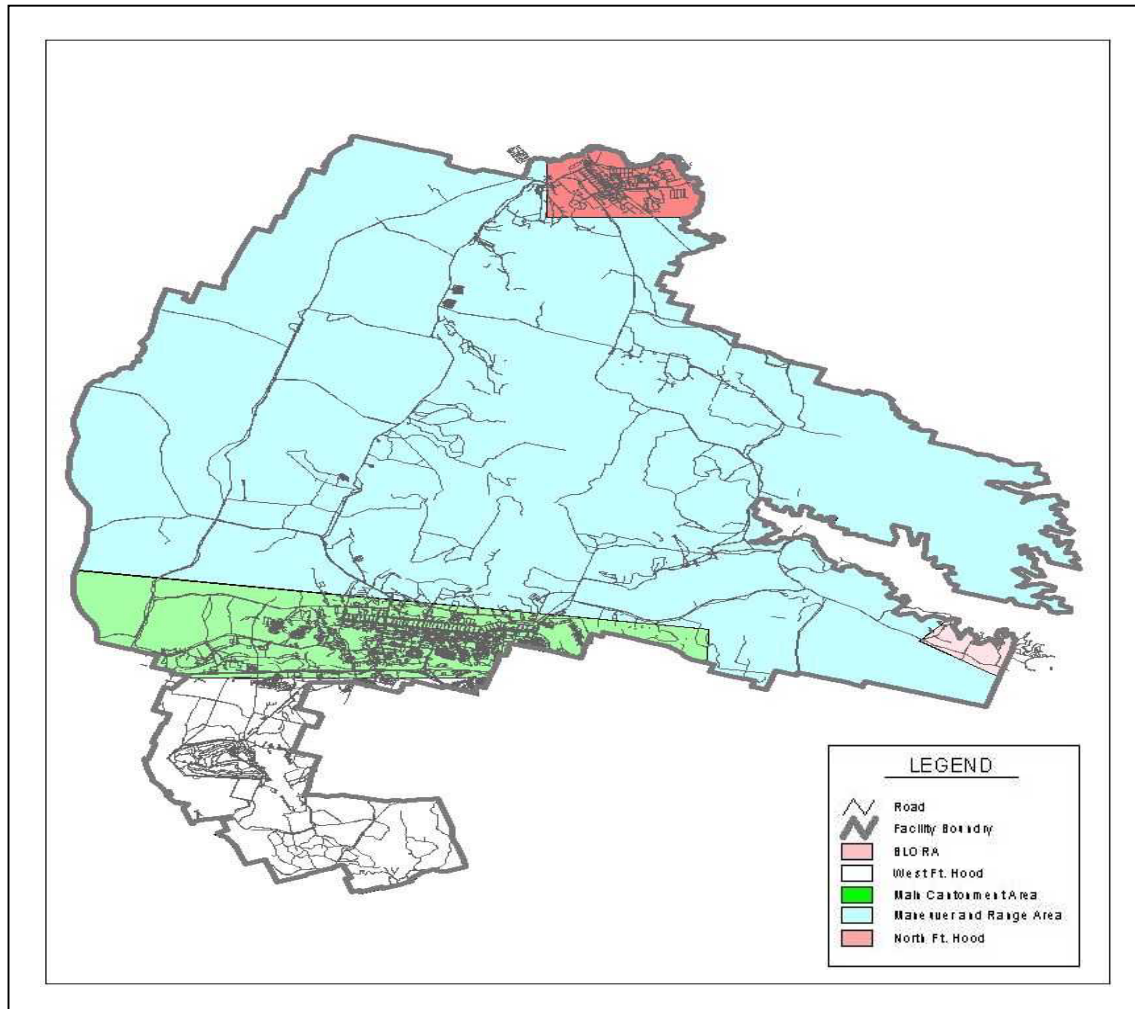 LEGEND
Road
Facility Boundry
BLORA
West Ft. Hood
Main Cantonment Area
Maneuver and Range Area
North Ft. Hood